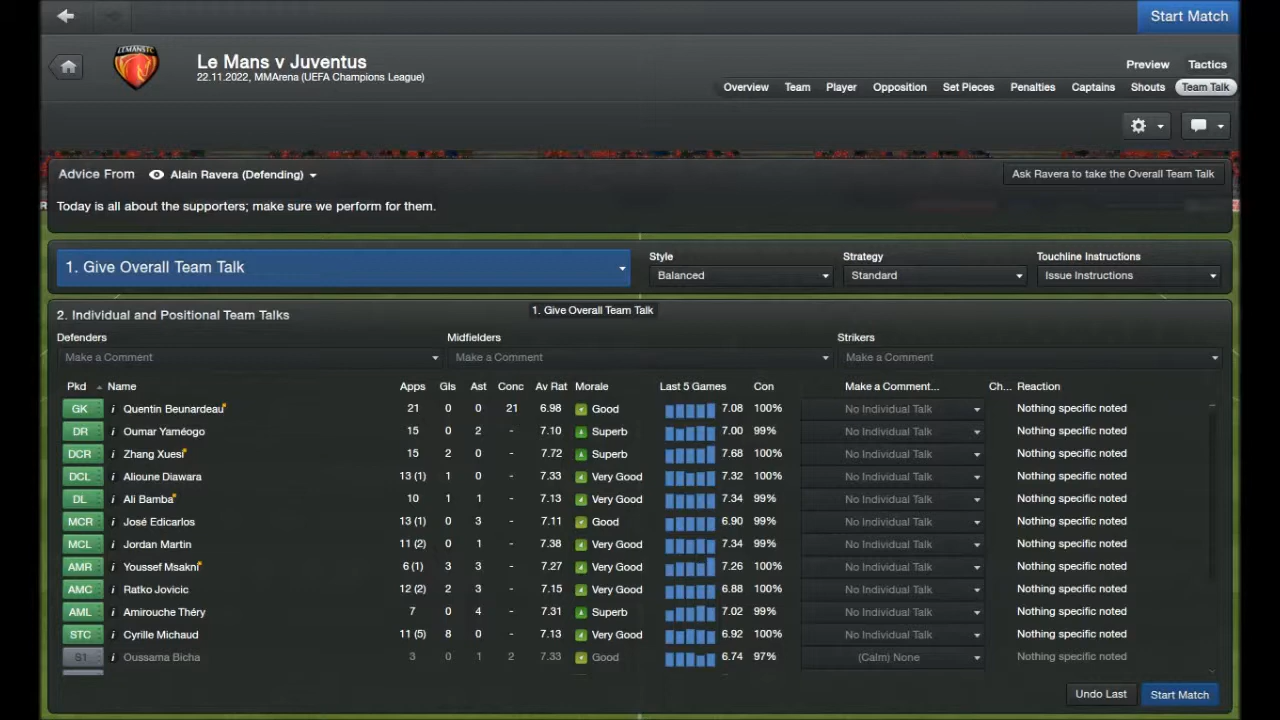 Start Match
LEMANS FC
Le Mans v Juventus
22.11.2022, MMArena (UEFA Champions League)
Preview Tactics
Overview Team Player Opposition Set Pieces Penalties Captains Shouts Team Talk
Advice From Alain Ravera (Defending) Ask Ravera to take the Overall Team Talk
Today is all about the supporters; make sure we perform for them.
1. Give Overall Team Talk
Style Strategy Touchline Instructions
Balanced Standard Issue Instructions
2. Individual and Positional Team Talks
1. Give Overall Team Talk
Defenders Midfielders Strikers
Make a Comment Make a Comment Make a Comment
Pkd Name Apps Gls Ast Conc Av Rat Morale Last 5 Games Con Make a Comment... Ch... Reaction
GK i Quentin Beunardeau 21 0 0 21 6.98 Good 7.08 100% No Individual Talk Nothing specific noted
DR i Oumar Yaméogo 15 0 2 - 7.10 Superb 7.00 99% No Individual Talk Nothing specific noted
DCR i Zhang Xuesi 15 2 0 - 7.72 Superb 7.68 100% No Individual Talk Nothing specific noted
DCL i Alioune Diawara 13 (1) 1 0 - 7.33 Very Good 7.32 100% No Individual Talk Nothing specific noted
DL i Ali Bamba 10 1 1 - 7.13 Very Good 7.34 99% No Individual Talk Nothing specific noted
MCR i José Edicarlos 13 (1) 0 3 - 7.11 Good 6.90 99% No Individual Talk Nothing specific noted
MCL i Jordan Martin 11 (2) 0 1 - 7.38 Very Good 7.34 99% No Individual Talk Nothing specific noted
AMR i Youssef Msakni 6 (1) 3 3 - 7.27 Very Good 7.26 100% No Individual Talk Nothing specific noted
AMC i Ratko Jovicic 12 (2) 2 3 - 7.15 Very Good 6.88 100% No Individual Talk Nothing specific noted
AML i Amirouche Théry 7 0 4 - 7.31 Superb 7.02 99% No Individual Talk Nothing specific noted
STC i Cyrille Michaud 11 (5) 8 0 - 7.13 Very Good 6.92 100% No Individual Talk Nothing specific noted
S1 i Oussama Bicha 3 0 1 2 7.33 Good 6.74 97% (Calm) None Nothing specific noted
Undo Last Start Match